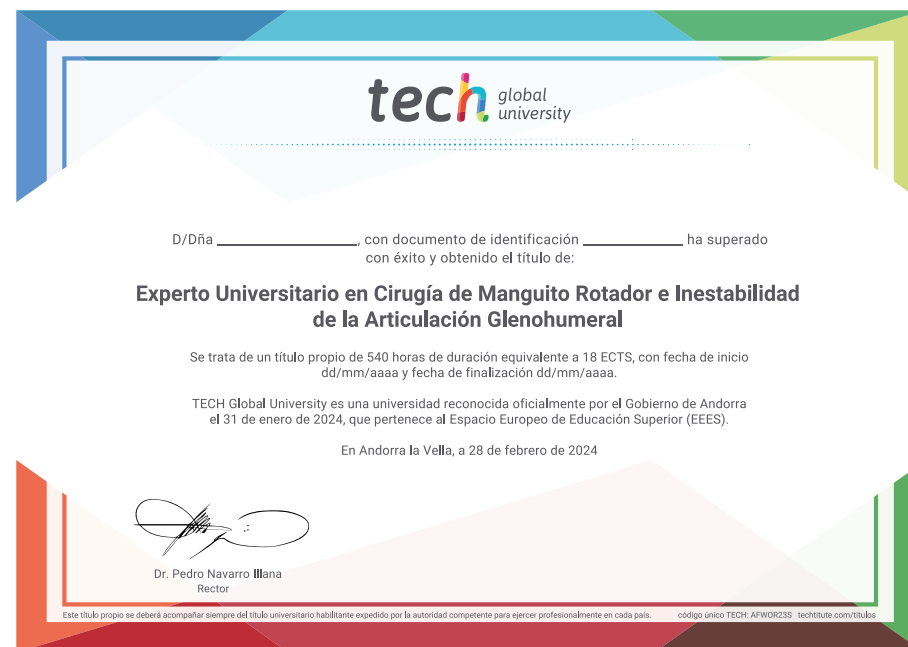 tech global university
D/Dña ____________________, con documento de identificación ______________ ha superado
con éxito y obtenido el título de:
Experto Universitario en Cirugía de Manguito Rotador e Inestabilidad
de la Articulación Glenohumeral
Se trata de un título propio de 540 horas de duración equivalente a 18 ECTS, con fecha de inicio
dd/mm/aaaa y fecha de finalización dd/mm/aaaa.
TECH Global University es una universidad reconocida oficialmente por el Gobierno de Andorra
el 31 de enero de 2024, que pertenece al Espacio Europeo de Educación Superior (EEES).
En Andorra la Vella, a 28 de febrero de 2024
Dr. Pedro Navarro Illana
Rector
Este título propio se deberá acompañar siempre del título universitario habilitante expedido por la autoridad competente para ejercer profesionalmente en cada país. código único TECH: AFWOR23S techtitute.com/titulos